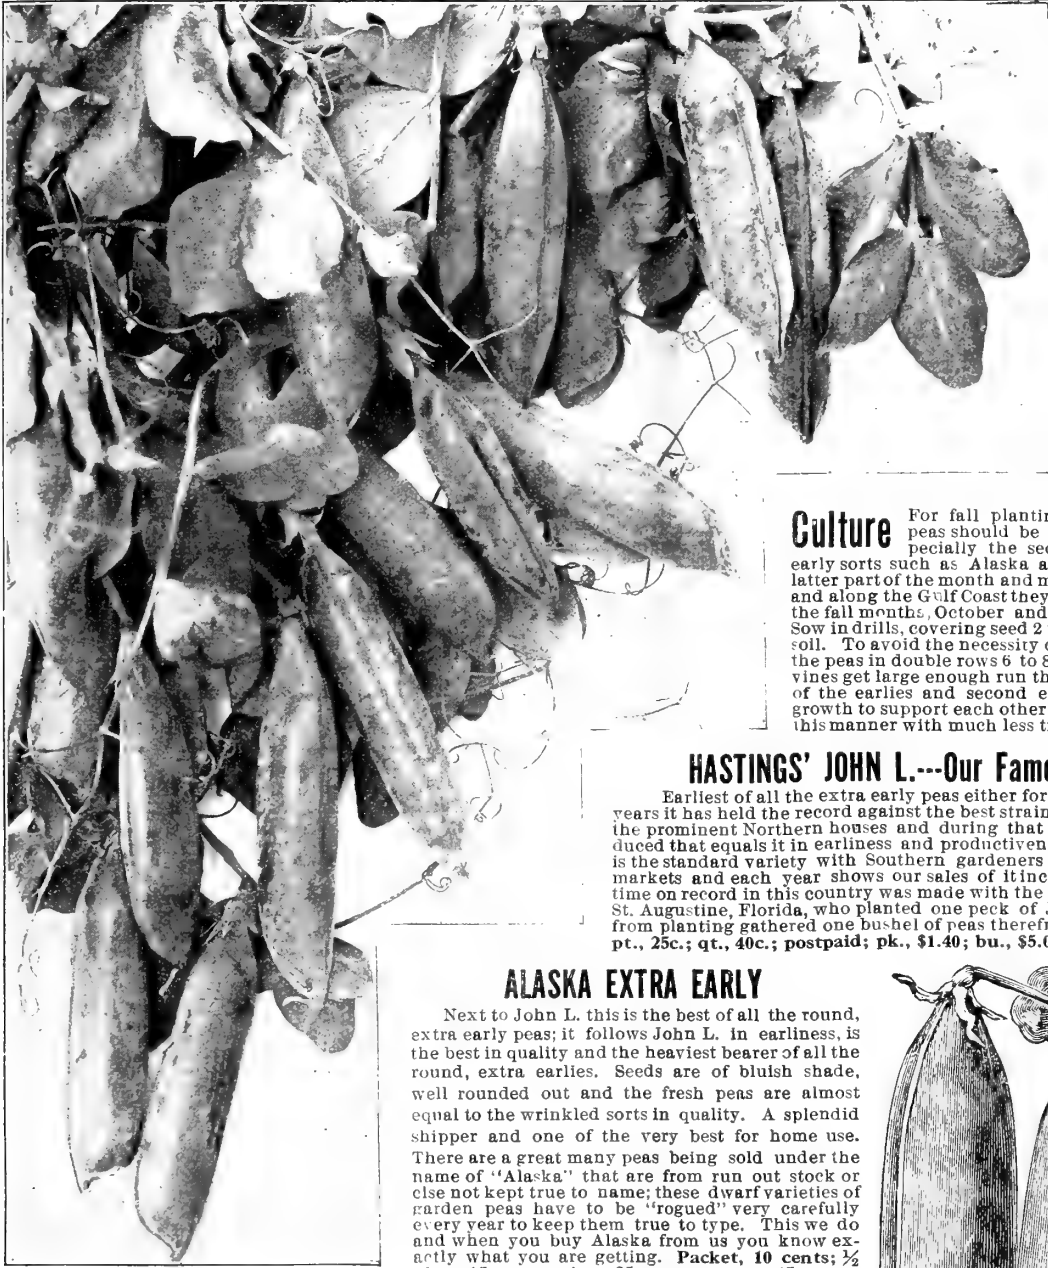 Culture For fall plantin
peas should be
pecially the sec
early sorts such as Alaska a
latter part of the month and m
and along the Gulf Coast they
the fall months, October and
Sow in drills, covering seed 2
soil. To avoid the necessity
the peas in double rows 6 to 8
vines get large enough run th
of the earlies and second e
growth to support each other
this manner with much less t
HASTINGS' JOHN L.---Our Famo
Earliest of all the extra early peas either for
years it has held the record against the best strain
the prominent Northern houses and during that
duced that equals it in earliness and productiven
is the standard variety with Southern gardeners
markets and each year shows our sales of it inc
time on record in this country was made with the
St. Augustine, Florida, who planted one peck of J
from planting gathered one bushel of peas therefr
pt., 25c.; qt., 40c.; postpaid; pk., $1.40; bu., $5.0
ALASKA EXTRA EARLY
Next to John L. this is the best of all the round,
extra early peas; it follows John L. in earliness, is
the best in quality and the heaviest bearer of all the
round, extra earlies. Seeds are of bluish shade,
well rounded out and the fresh peas are almost
equal to the wrinkled sorts in quality. A splendid
shipper and one of the very best for home use.
There are a great many peas being sold under the
name of "Alaska" that are from run out stock or
else not kept true to name; these dwarf varieties of
garden peas have to be "rogued" very carefully
every year to keep them true to type. This we do
and when you buy Alaska from us you know ex-
actly what you are getting. Packet, 10 cents; ½